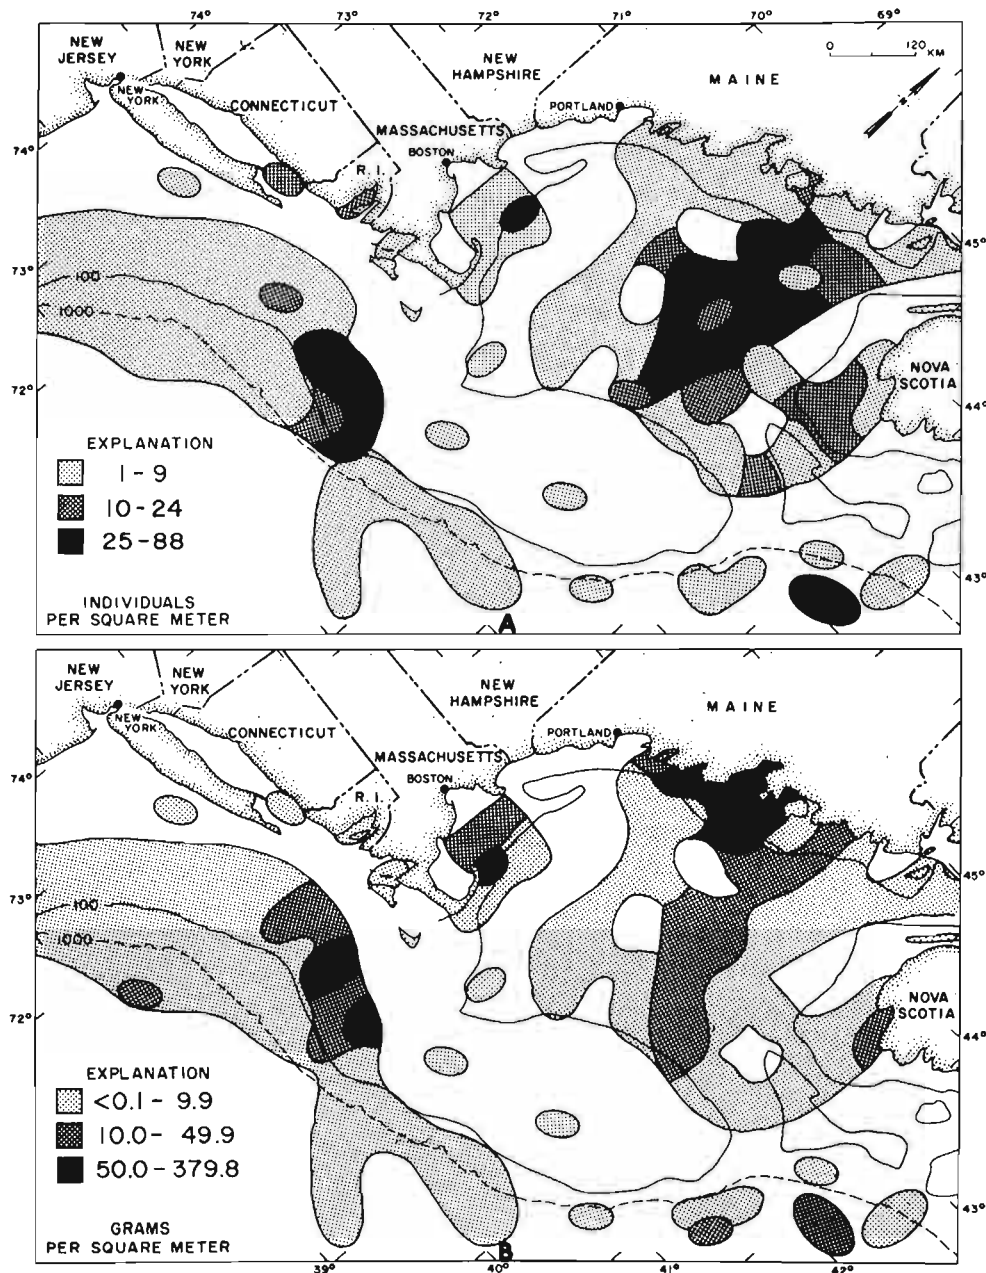 74° 73° 72° 71° 70° 69°
NEW JERSEY
NEW YORK
NEW YORK
CONNECTICUT
R. I.
MASSACHUSETTS
BOSTON
NEW HAMPSHIRE
PORTLAND
MAINE
0 120 KM
74°
73°
100
1000
72°
45°
NOVA SCOTIA
44°
43°
EXPLANATION
1 - 9
10 - 24
25 - 88
INDIVIDUALS
PER SQUARE METER
A
NEW JERSEY
NEW YORK
NEW YORK
CONNECTICUT
R. I.
MASSACHUSETTS
BOSTON
NEW HAMPSHIRE
PORTLAND
MAINE
74°
73°
100
1000
72°
45°
NOVA SCOTIA
44°
43°
EXPLANATION
<0.1 - 9.9
10.0 - 49.9
50.0 - 379.8
GRAMS
PER SQUARE METER
B
39° 40° 41° 42°